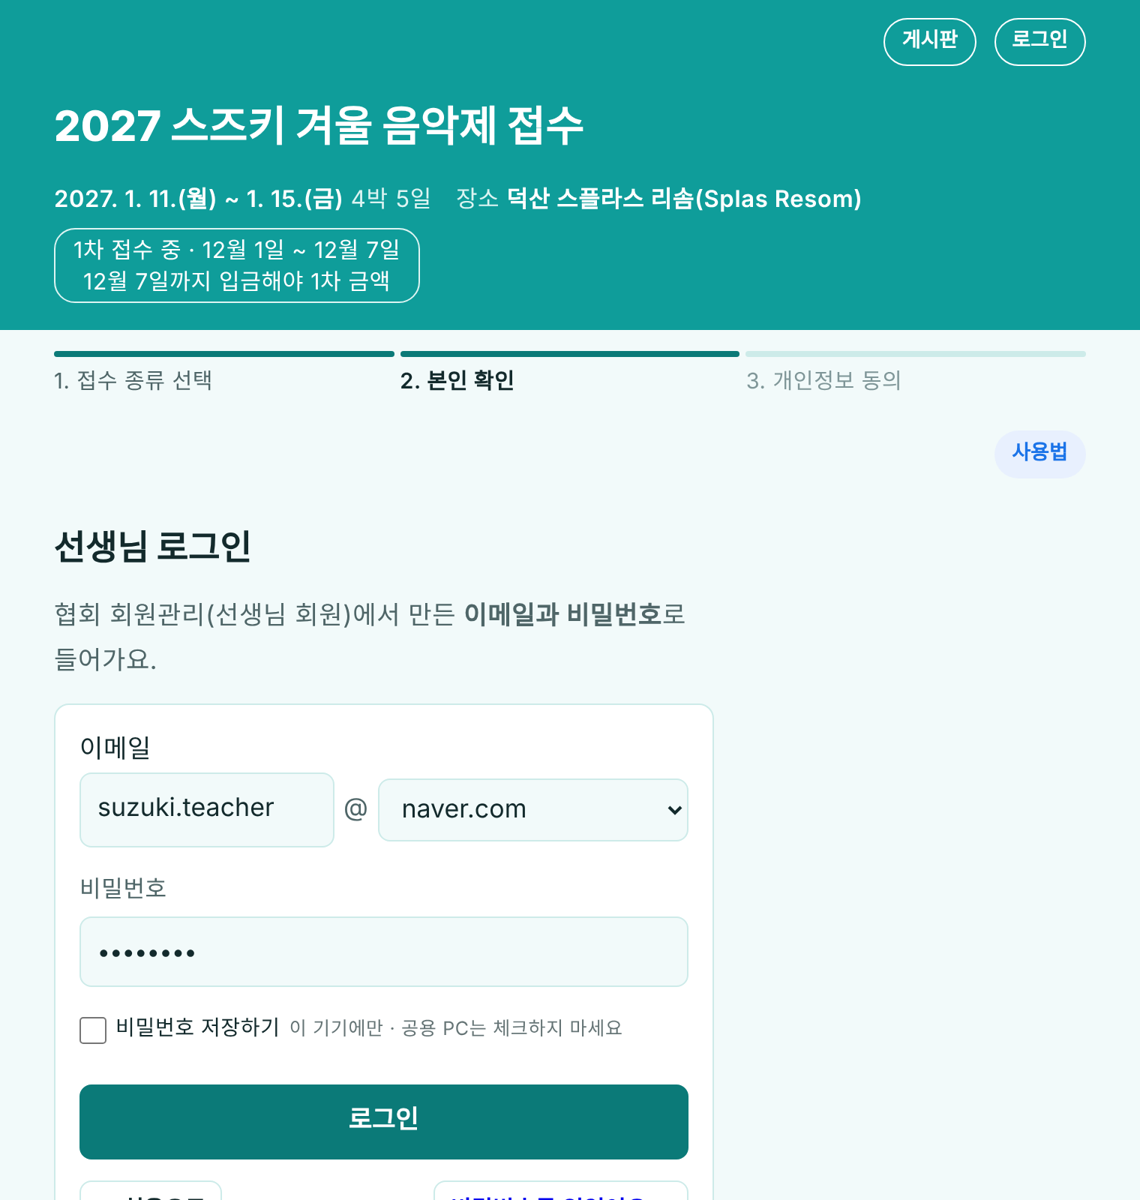 게시판 로그인
2027 스즈키 겨울 음악제 접수
2027. 1. 11.(월) ~ 1. 15.(금) 4박 5일 장소 덕산 스플라스 리솜(Splas Resom)
1차 접수 중 · 12월 1일 ~ 12월 7일
12월 7일까지 입금해야 1차 금액
1. 접수 종류 선택 2. 본인 확인 3. 개인정보 동의
사용법
선생님 로그인
협회 회원관리(선생님 회원)에서 만든 이메일과 비밀번호로
들어가요.
이메일
suzuki.teacher @ naver.com
비밀번호
••••••••
비밀번호 저장하기 이 기기에만 · 공용 PC는 체크하지 마세요
로그인